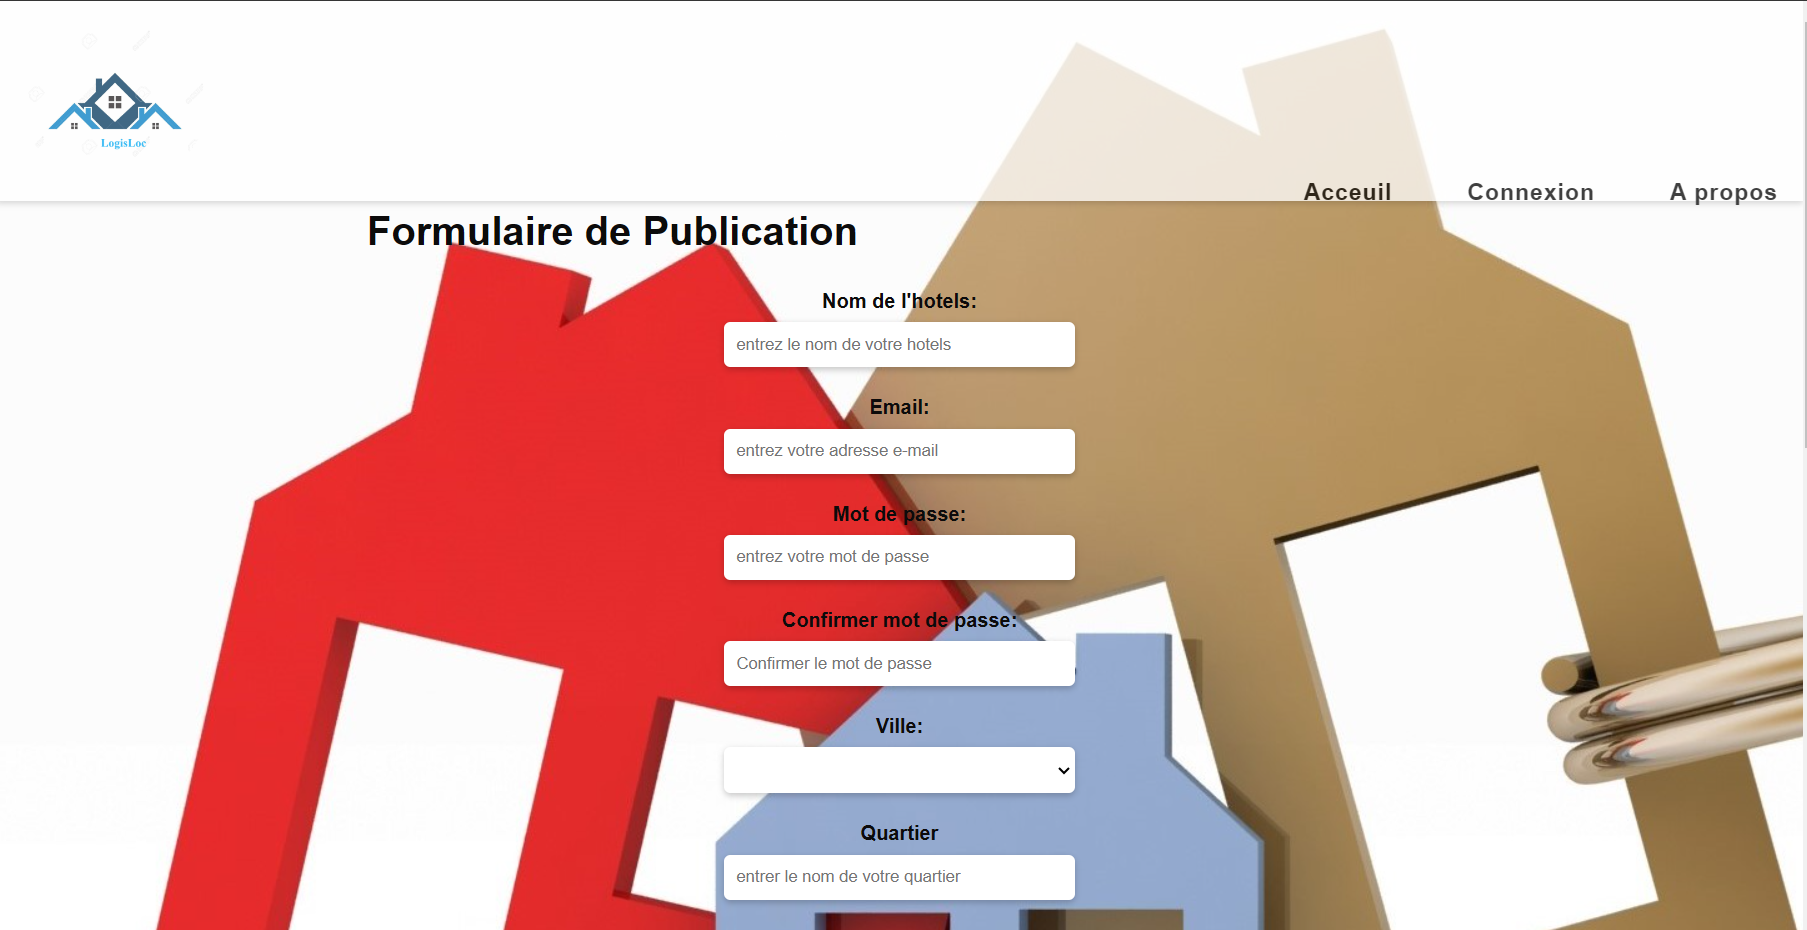 LogisLoc
Acceuil Connexion A propos
Formulaire de Publication
Nom de l'hotels:
entrez le nom de votre hotels
Email:
entrez votre adresse e-mail
Mot de passe:
entrez votre mot de passe
Confirmer mot de passe:
Confirmer le mot de passe
Ville:
Quartier
entrer le nom de votre quartier